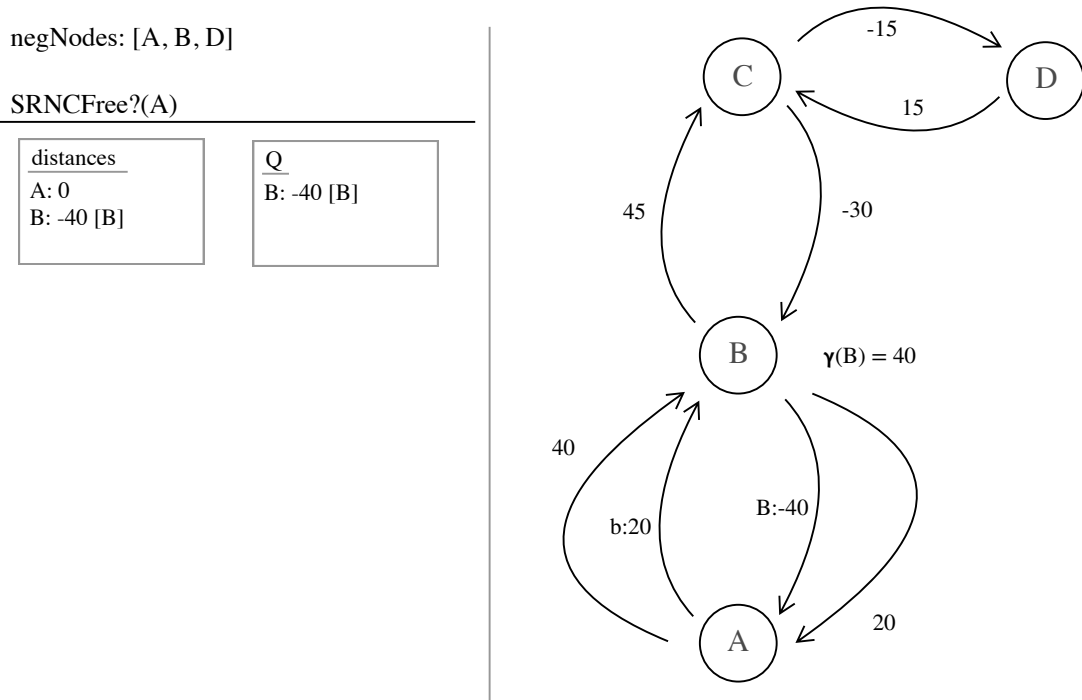 negNodes: [A, B, D]
SRNCFree?(A)
distances
A: 0
B: -40 [B]
Q
B: -40 [B]
-15
C
D
15
45
-30
B
γ(B) = 40
40
b:20
B:-40
20
A